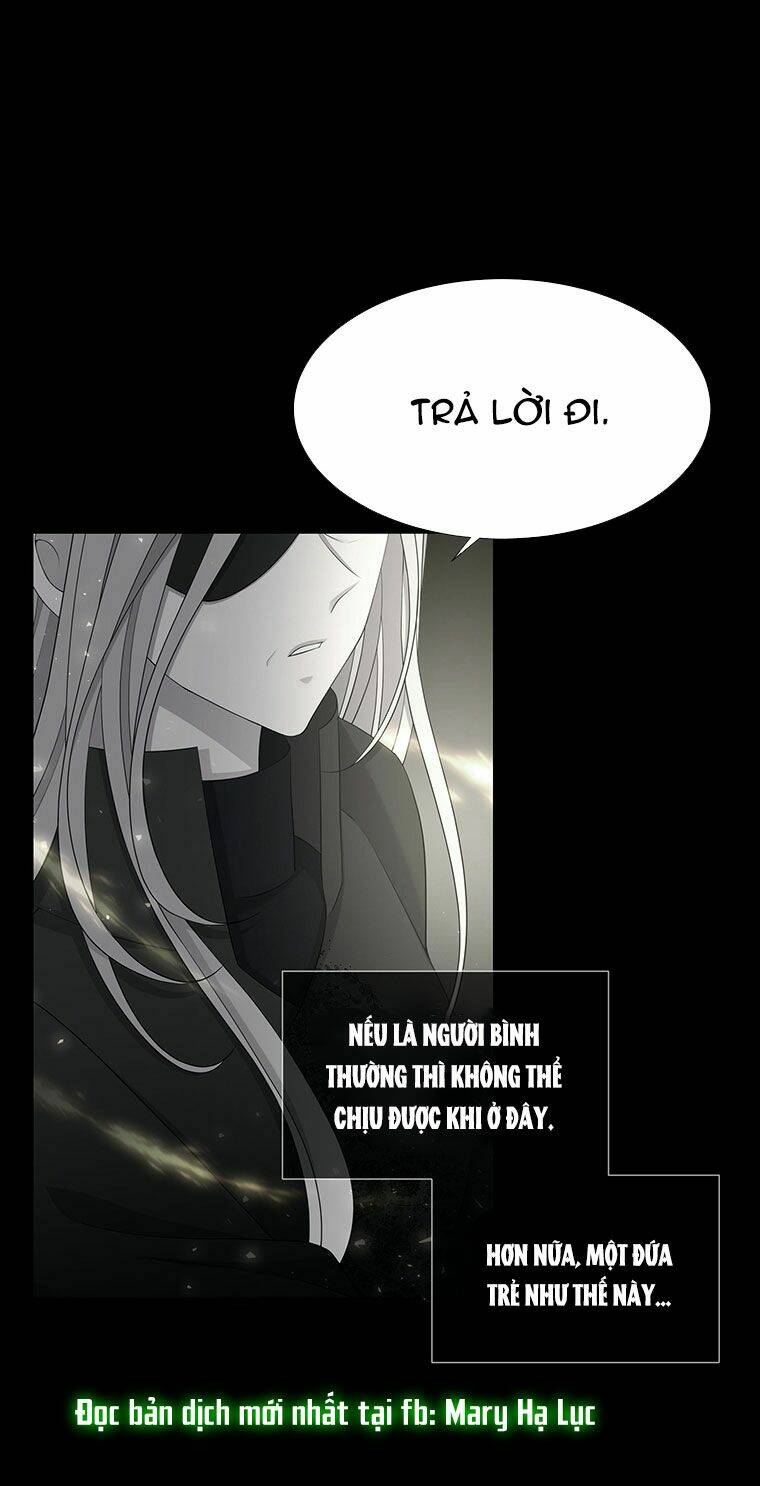 TRẢ LỜI ĐI.
NẾU LÀ NGƯỜI BÌNH
THƯỜNG THÌ KHÔNG THỂ
CHỊU ĐƯỢC KHI Ở ĐÂY.
HƠN NỮA, MỘT ĐỨA
TRẺ NHƯ THẾ NÀY...
Đọc bản dịch mới nhất tại fb: Mary Hạ Lục